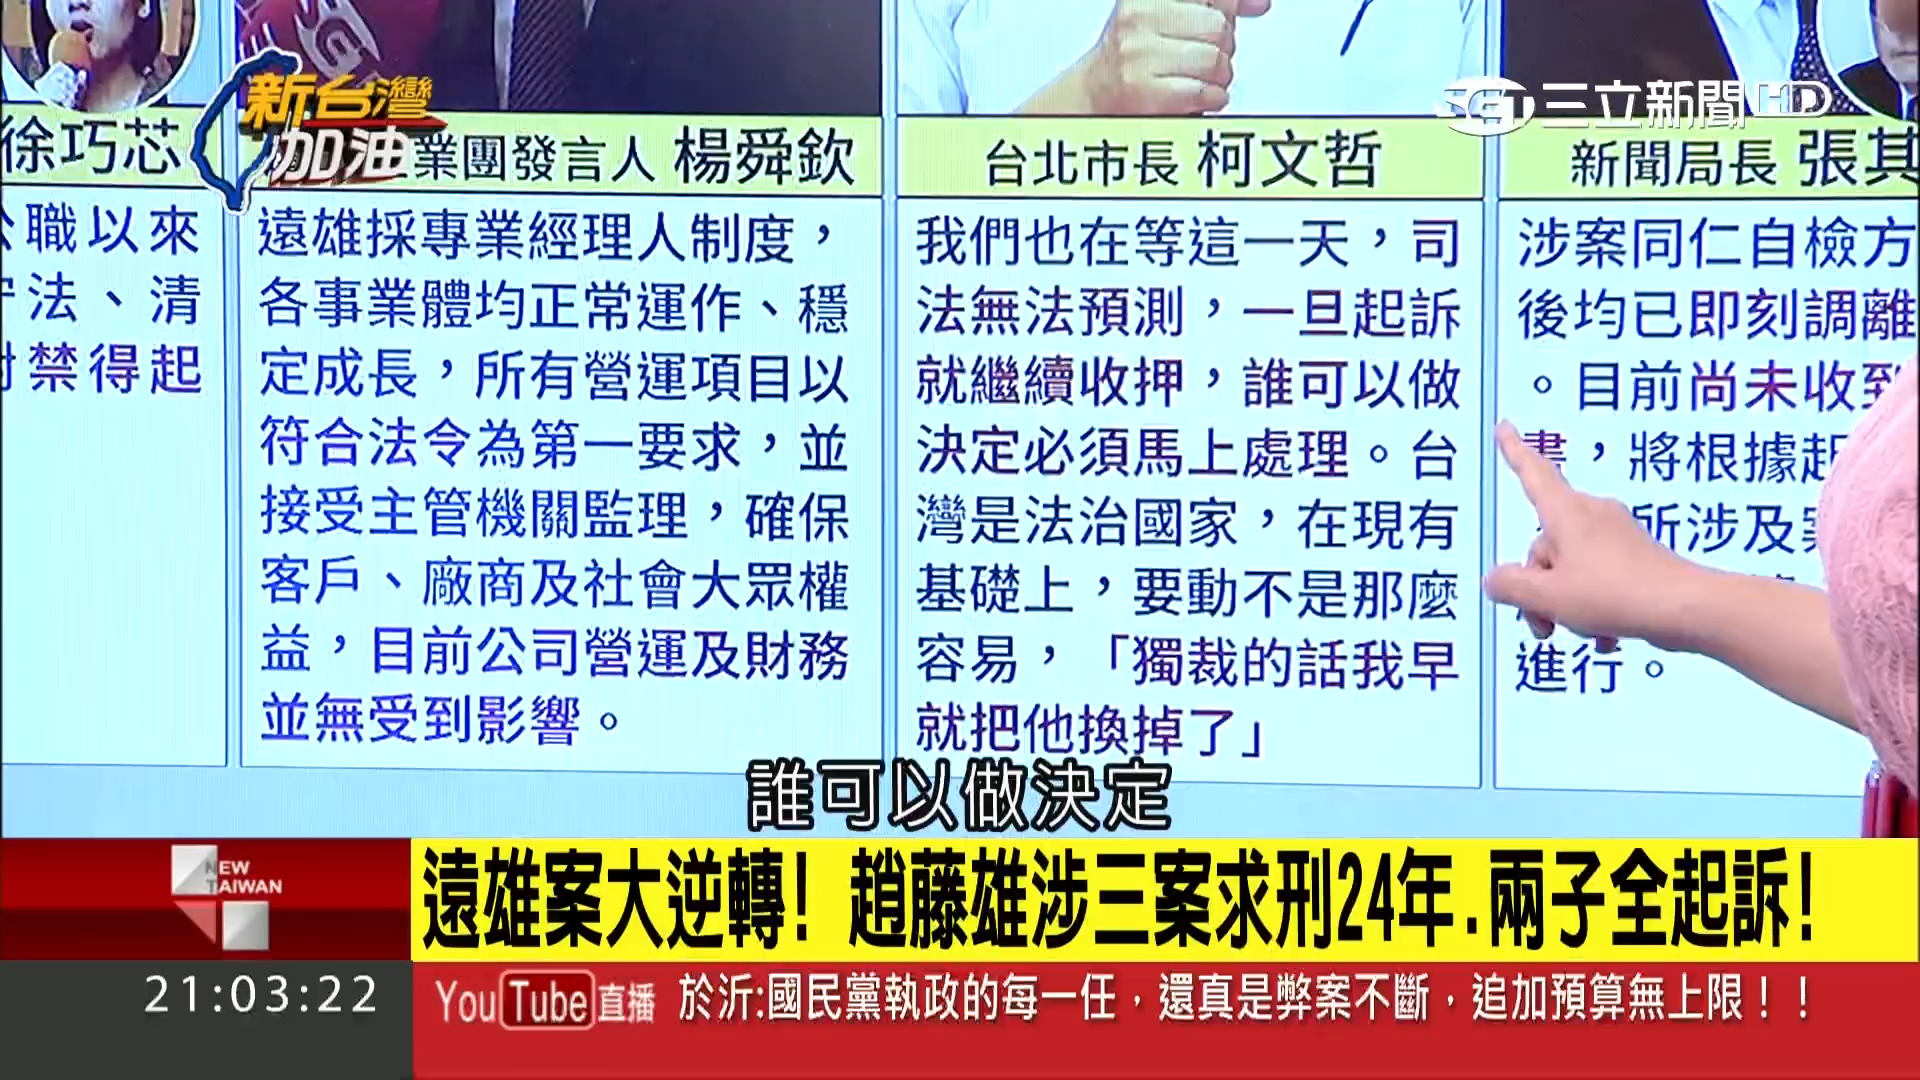 新台灣
加油
三立新聞HD
徐巧芯
業團發言人 楊舜欽
台北市長 柯文哲
新聞局長 張其
職以來
法、清
禁得起
遠雄採專業經理人制度，
各事業體均正常運作、穩
定成長，所有營運項目以
符合法令為第一要求，並
接受主管機關監理，確保
客戶、廠商及社會大眾權
益，目前公司營運及財務
並無受到影響。
我們也在等這一天，司
法無法預測，一旦起訴
就繼續收押，誰可以做
決定必須馬上處理。台
灣是法治國家，在現有
基礎上，要動不是那麼
容易，「獨裁的話我早
就把他換掉了」
涉案同仁自檢方
後均已即刻調離
。目前尚未收到
書，將根據起
所涉及
進行。
誰可以做決定
NEW
TAIWAN
遠雄案大逆轉! 趙藤雄涉三案求刑24年.兩子全起訴!
21:03:22
YouTube直播 於沂:國民黨執政的每一任，還真是弊案不斷，追加預算無上限！！